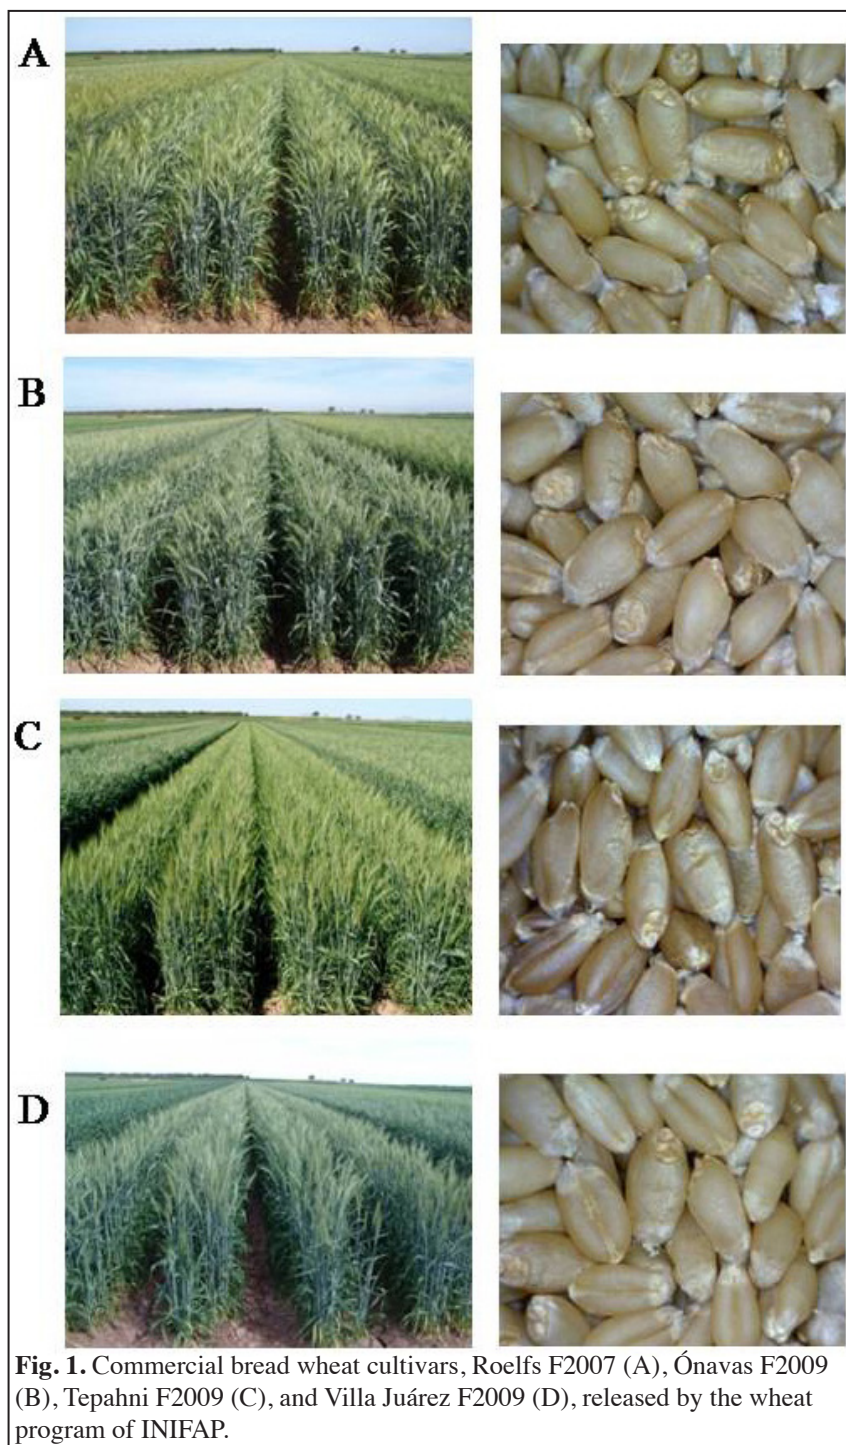 A
B
C
D
Fig. 1. Commercial bread wheat cultivars, Roelfs F2007 (A), Ónavas F2009
(B), Tepahni F2009 (C), and Villa Juárez F2009 (D), released by the wheat
program of INIFAP.